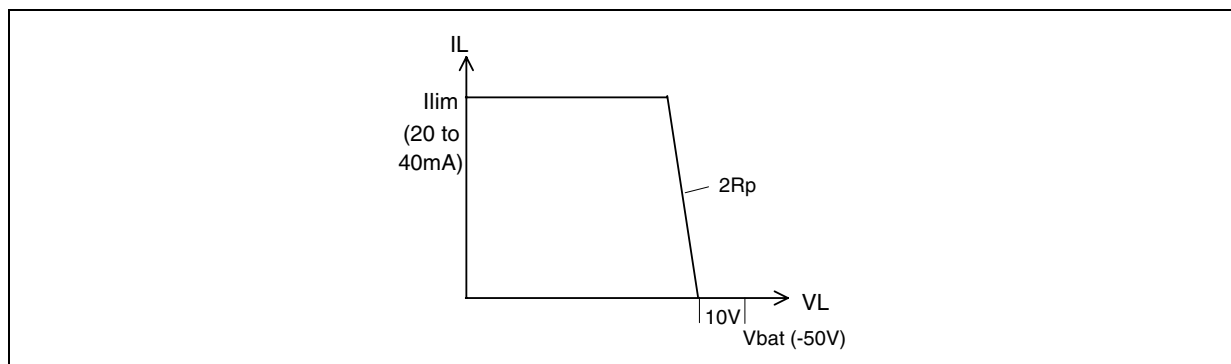 IL
Ilim
(20 to
40mA)
2Rp
VL
10V
Vbat (-50V)